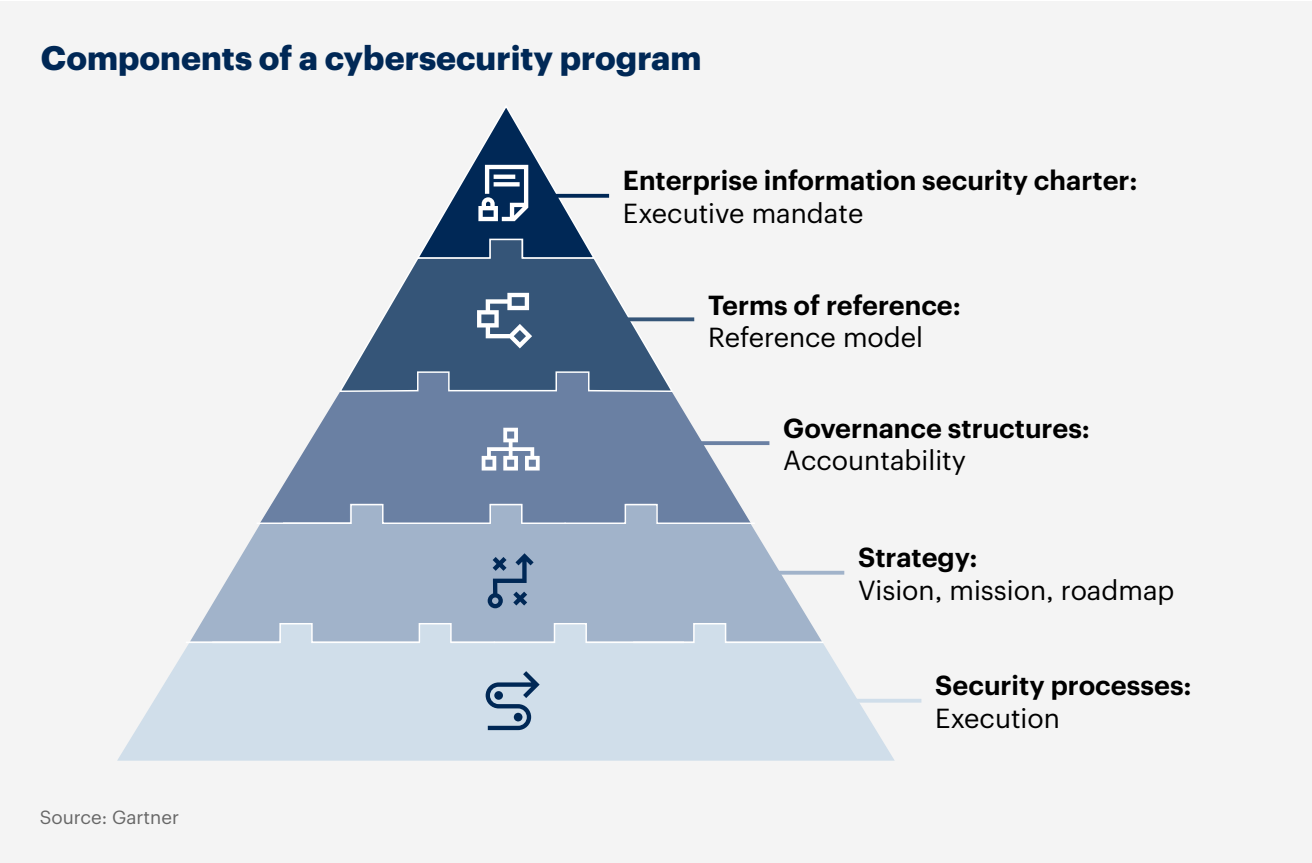 Components of a cybersecurity program
Enterprise information security charter:
Executive mandate
Terms of reference:
Reference model
Governance structures:
Accountability
Strategy:
Vision, mission, roadmap
Security processes:
Execution
Source: Gartner